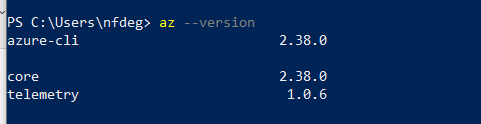 PS C:\Users\nfdeg> az --version
azure-cli                         2.38.0
core                              2.38.0
telemetry                          1.0.6